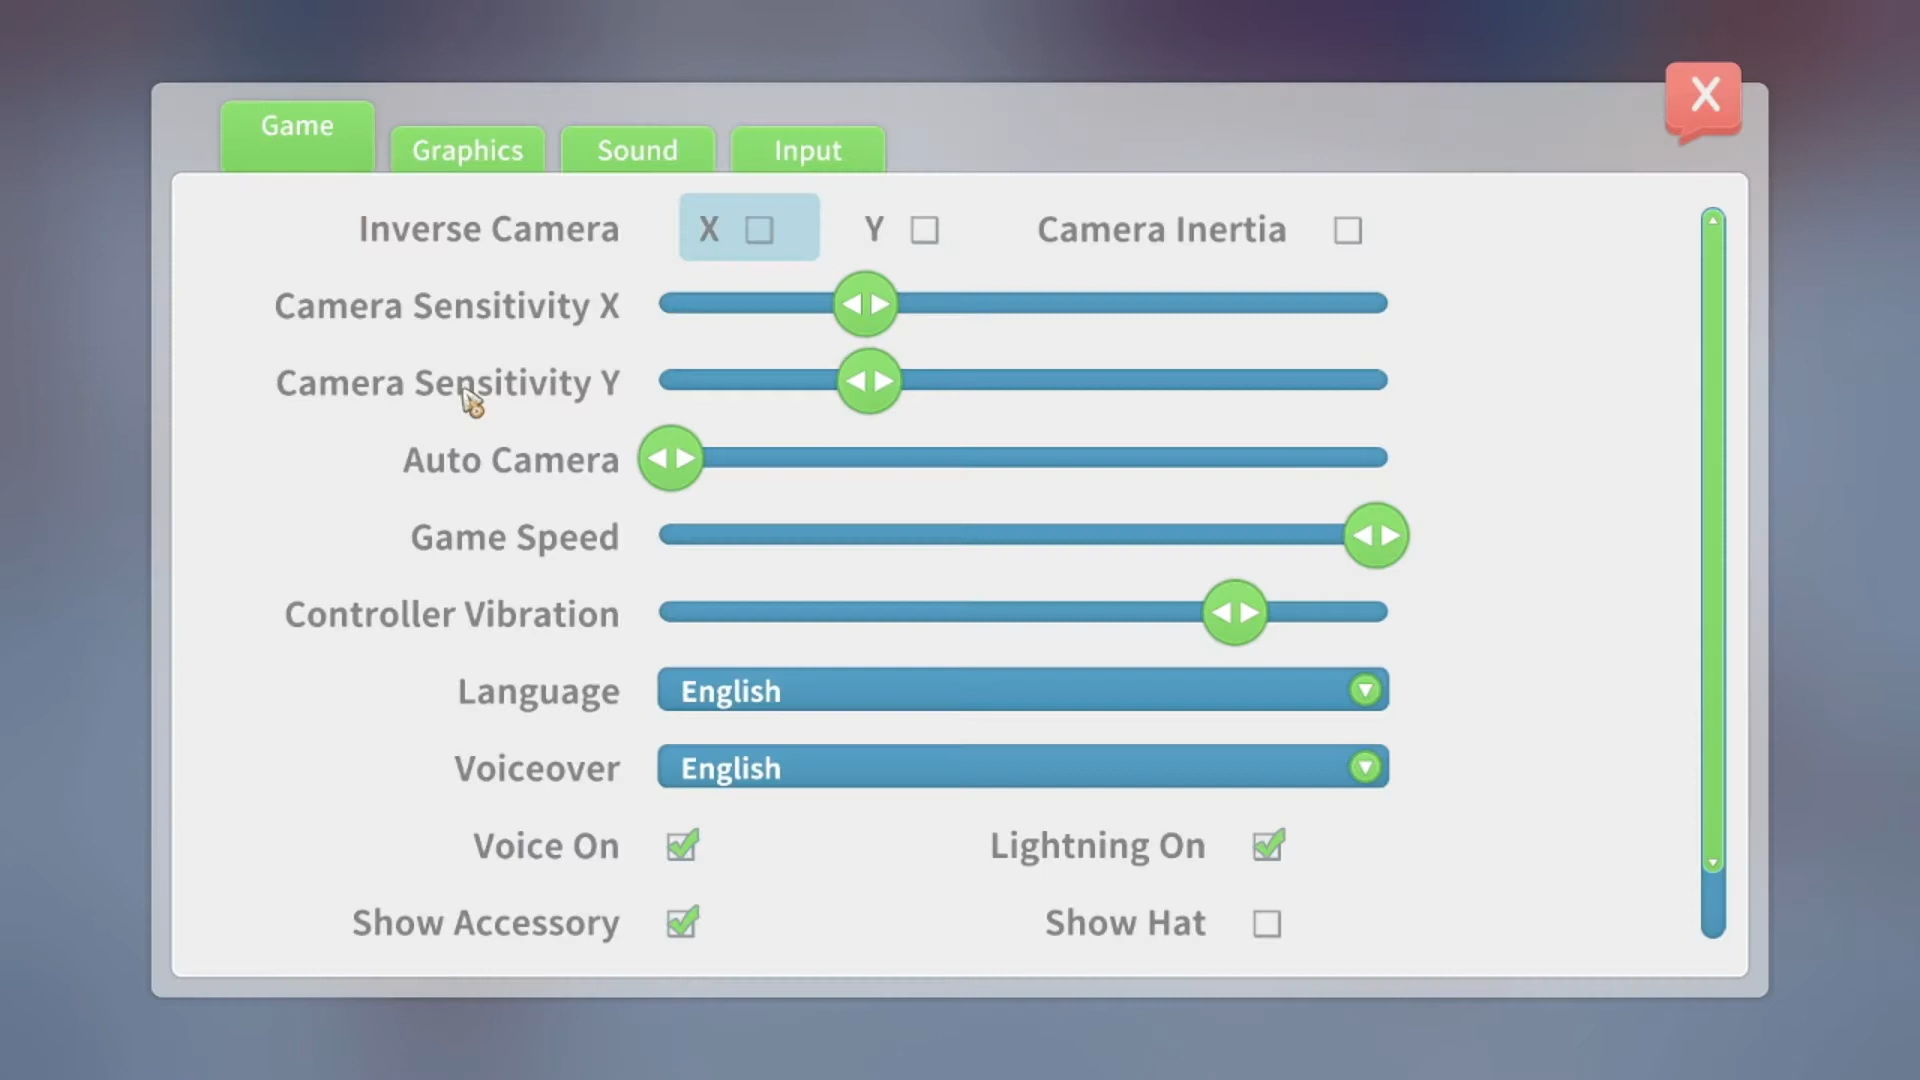 Game
Graphics
Sound
Input
X
Inverse Camera X Y Camera Inertia
Camera Sensitivity X
Camera Sensitivity Y
Auto Camera
Game Speed
Controller Vibration
Language English
Voiceover English
Voice On Lightning On
Show Accessory Show Hat